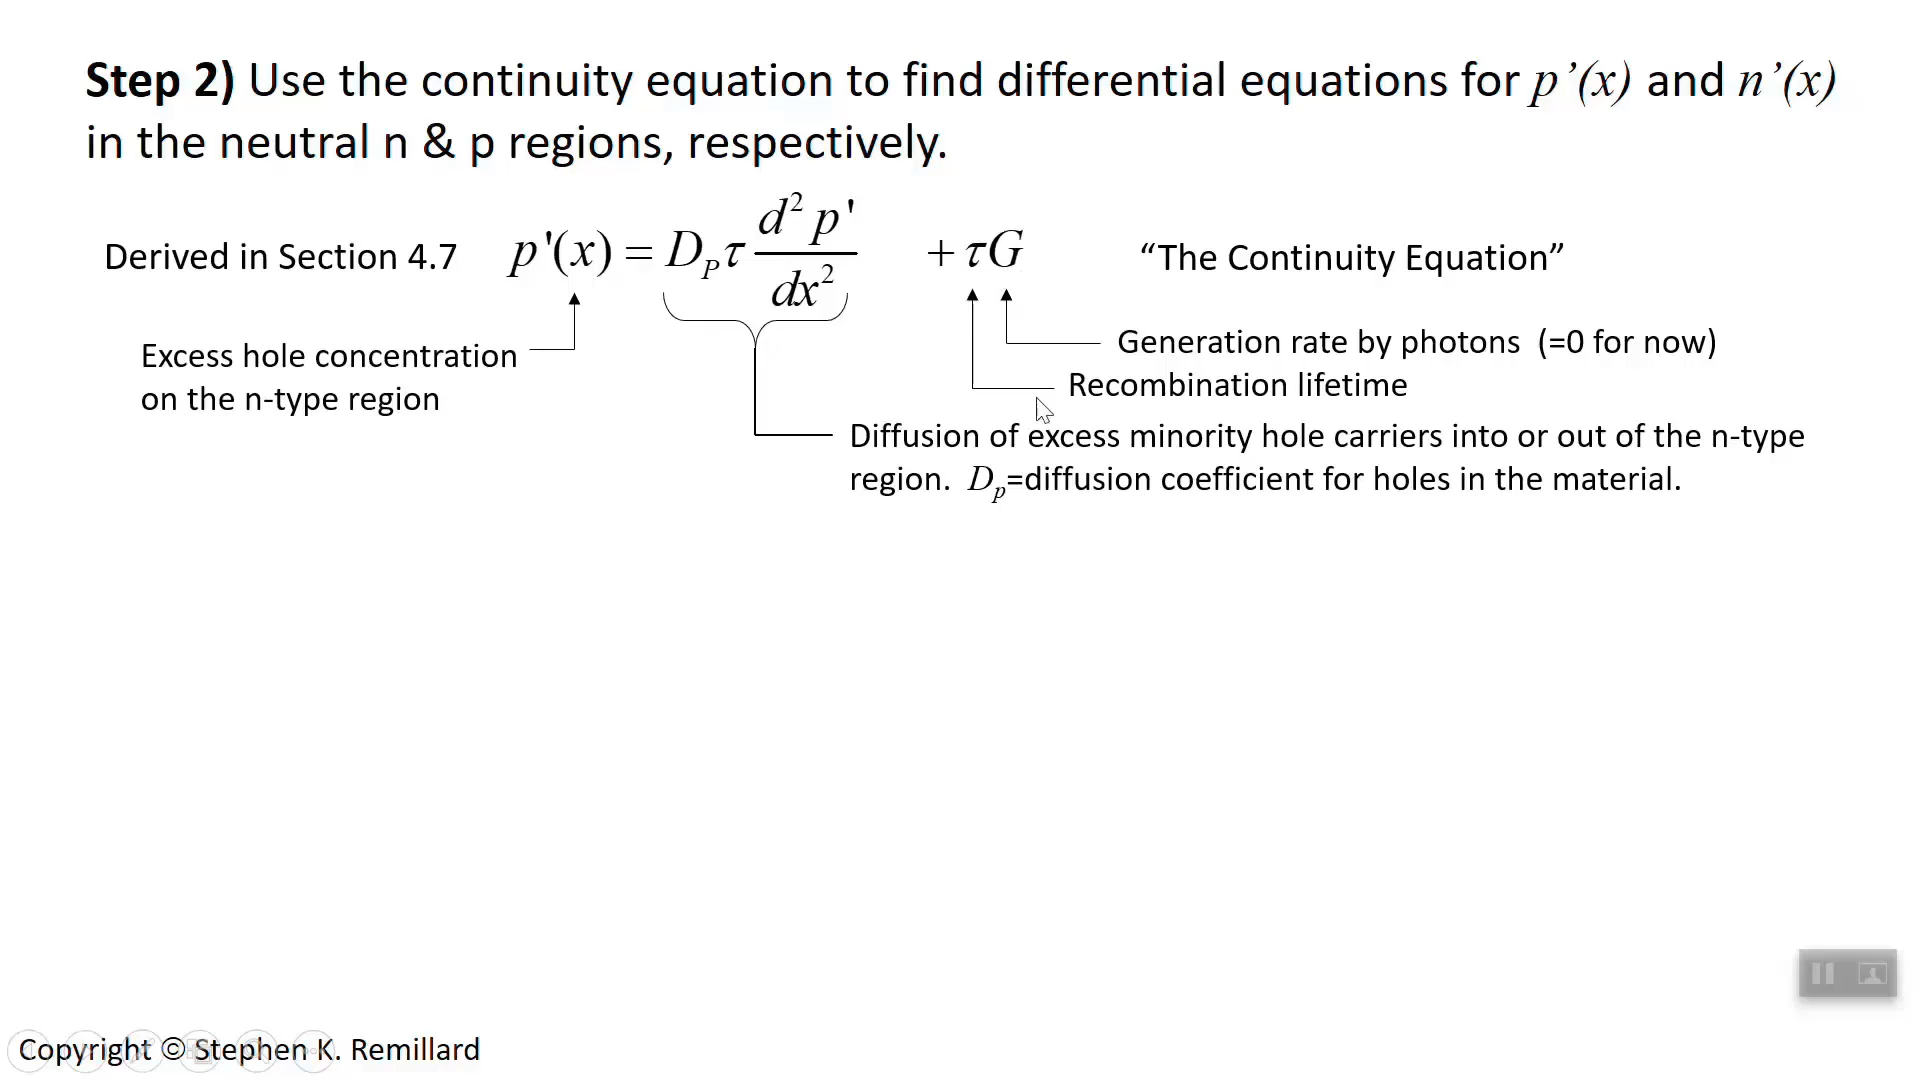 Step 2) Use the continuity equation to find differential equations for p’(x) and n’(x)
in the neutral n & p regions, respectively.
Derived in Section 4.7 p'(x) = D_P τ d² p' / dx² + τG “The Continuity Equation”
Generation rate by photons (=0 for now)
Excess hole concentration
on the n-type region
Recombination lifetime
Diffusion of excess minority hole carriers into or out of the n-type
region. D_p=diffusion coefficient for holes in the material.
Copyright © Stephen K. Remillard